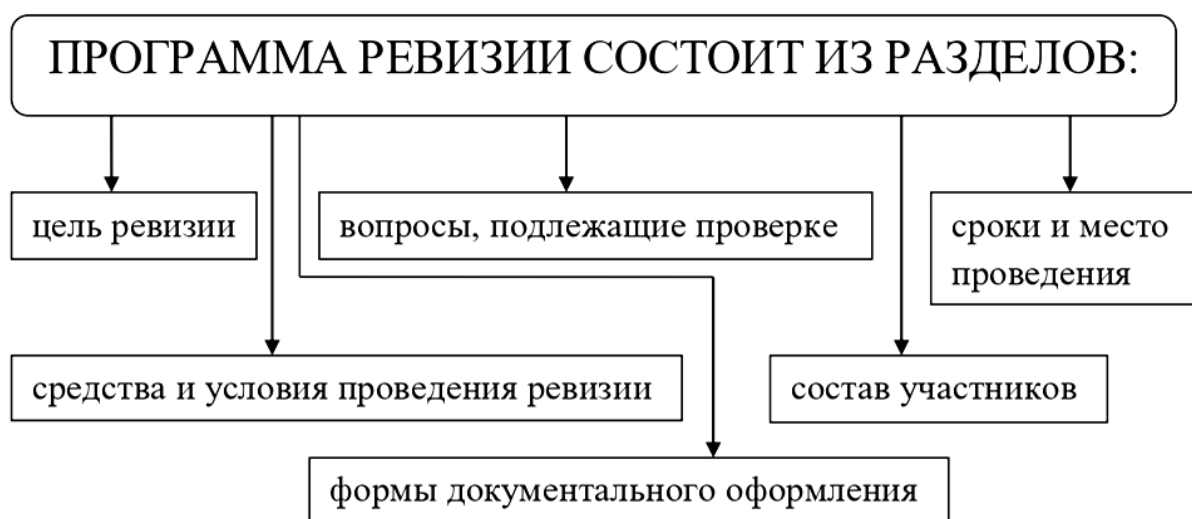 ПРОГРАММА РЕВИЗИИ СОСТОИТ ИЗ РАЗДЕЛОВ:
цель ревизии
вопросы, подлежащие проверке
сроки и место
проведения
средства и условия проведения ревизии
состав участников
формы документального оформления